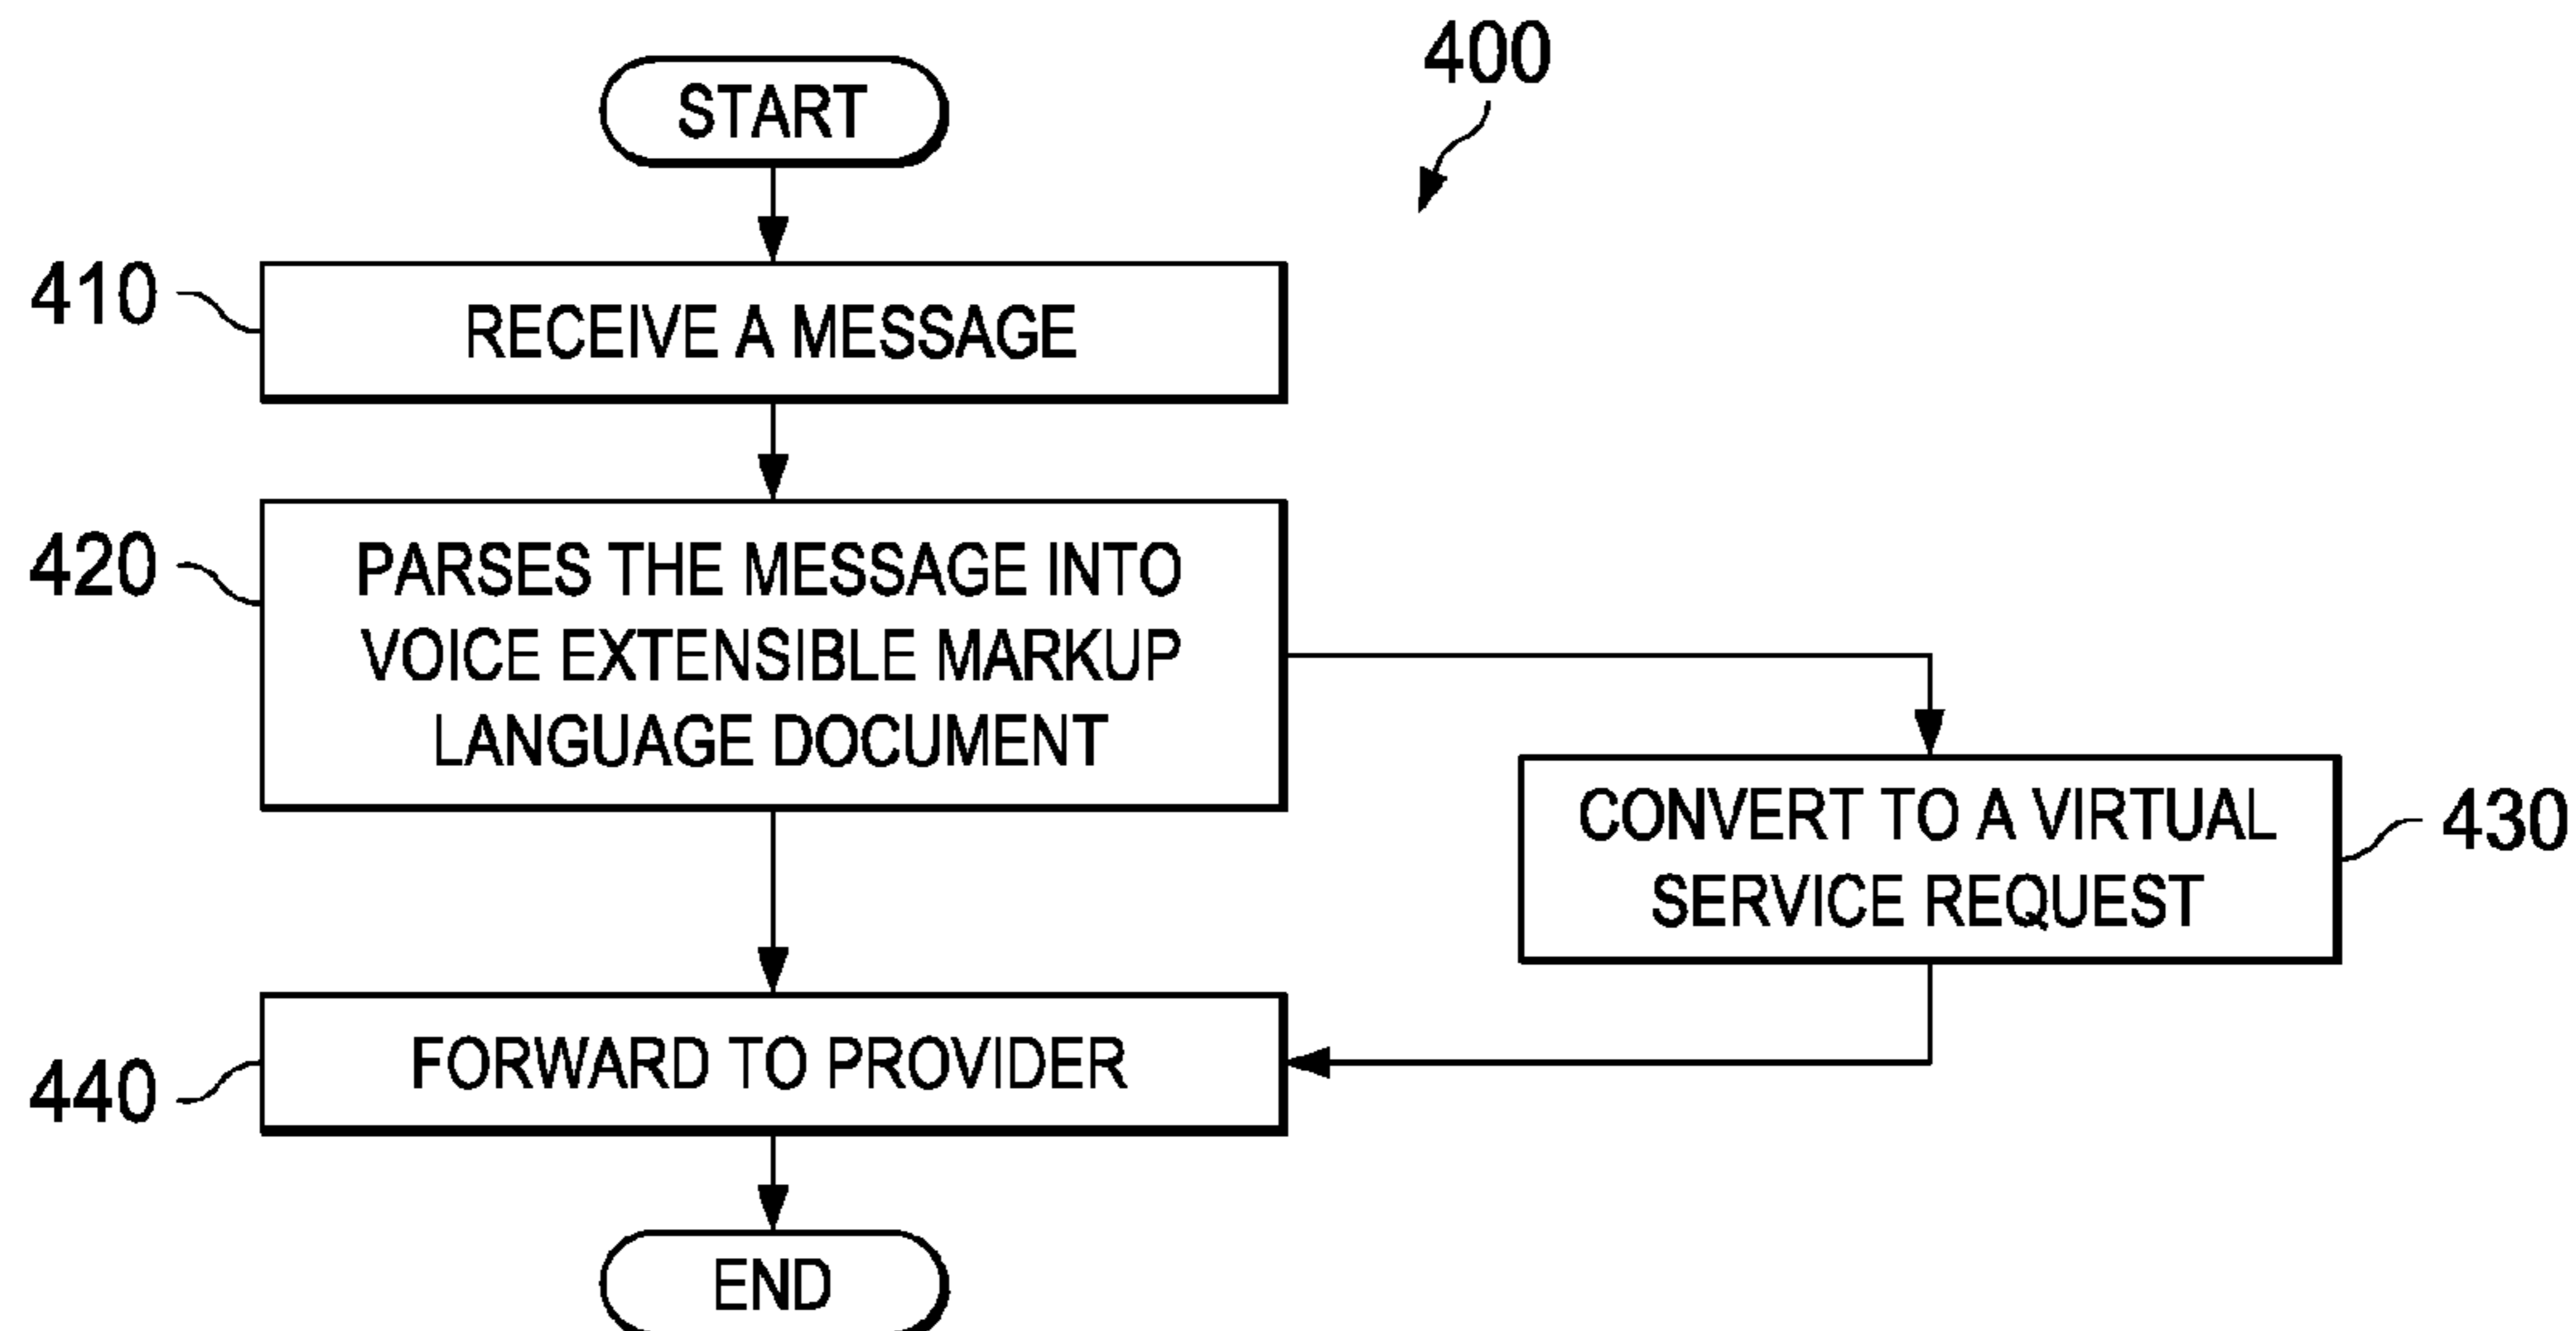 400
START
410
RECEIVE A MESSAGE
420
PARSES THE MESSAGE INTO
VOICE EXTENSIBLE MARKUP
LANGUAGE DOCUMENT
CONVERT TO A VIRTUAL
SERVICE REQUEST
430
FORWARD TO PROVIDER
440
END